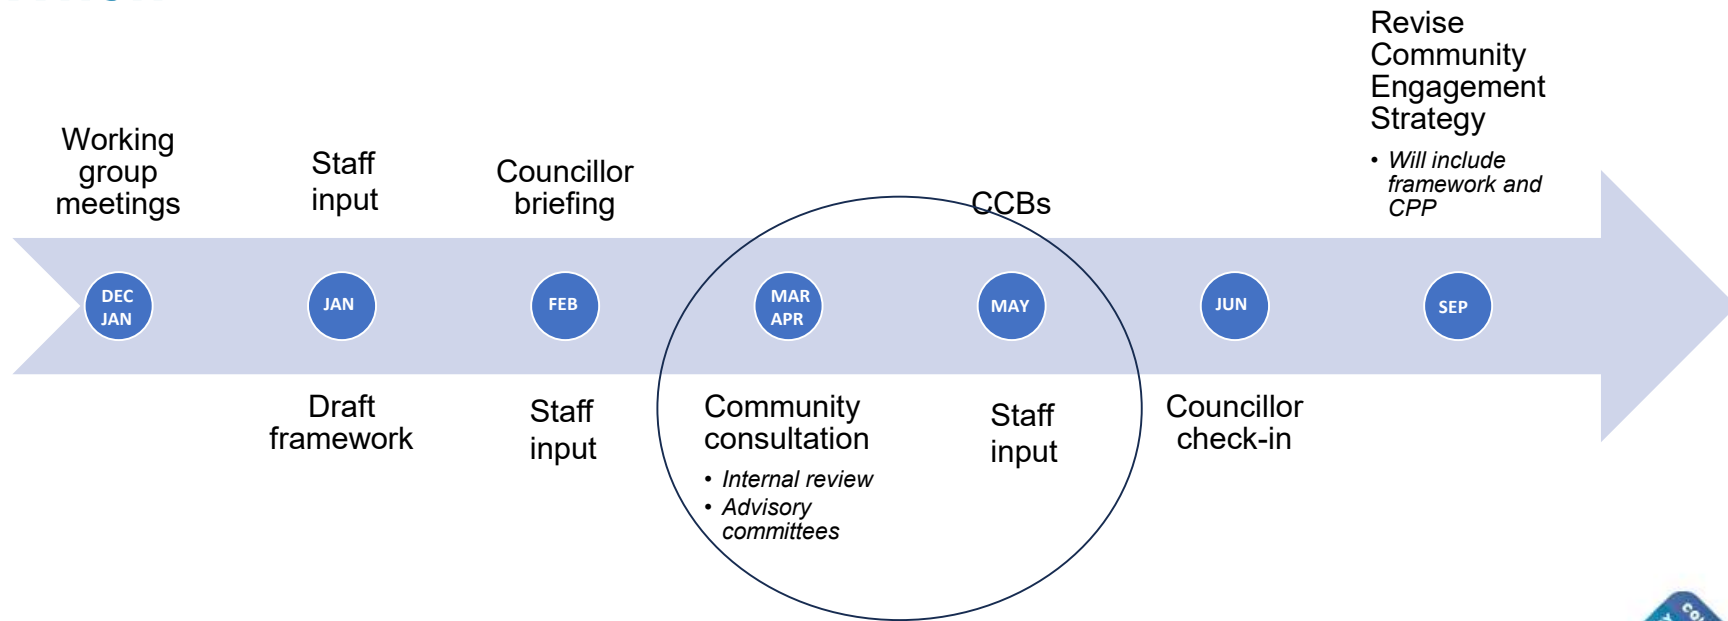 Revise
Community
Engagement
Strategy
• Will include
framework and
CPP
Working
group
meetings
Staff
input
Councillor
briefing
CCBs
DEC
JAN
JAN
FEB
MAR
APR
MAY
JUN
SEP
Draft
framework
Staff
input
Community
consultation
• Internal review
• Advisory
committees
Staff
input
Councillor
check-in